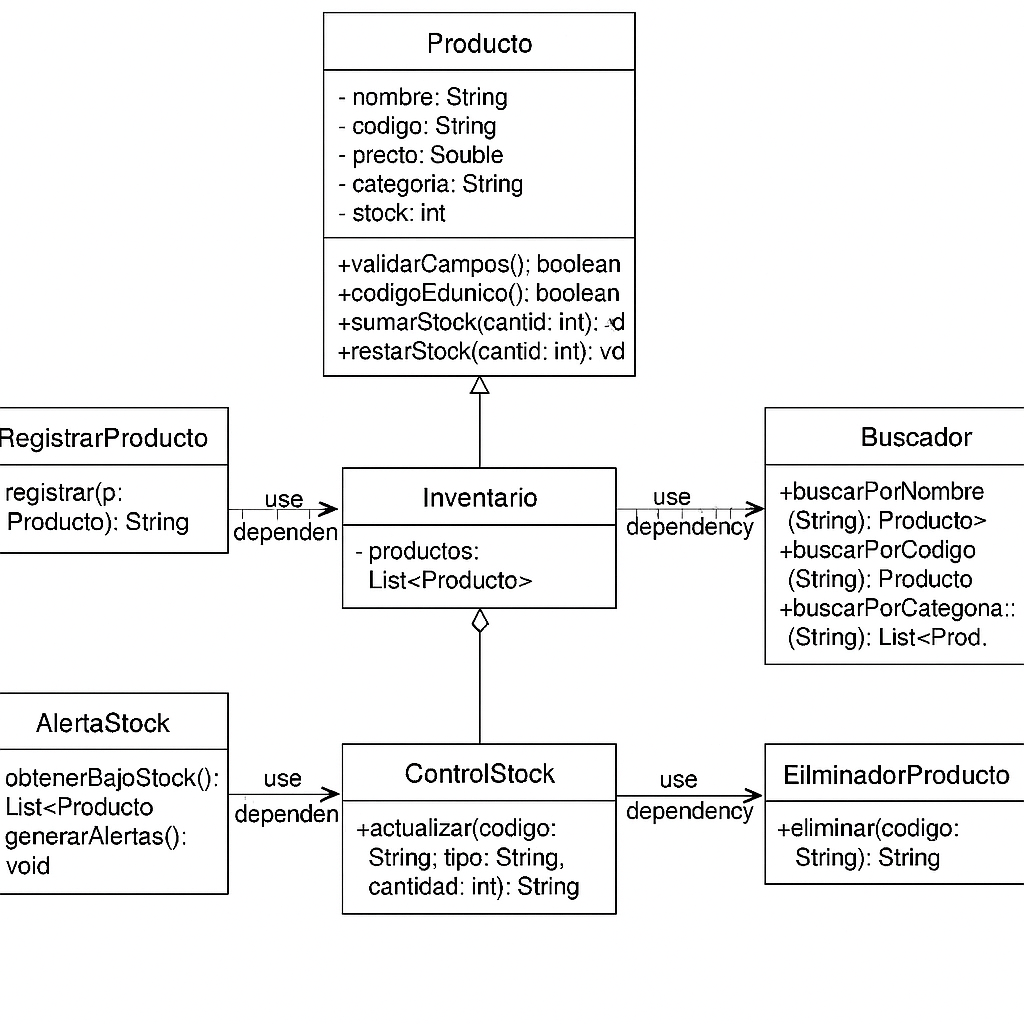 Producto
- nombre: String
- codigo: String
- precto: Souble
- categoria: String
- stock: int
+validarCampos(); boolean
+codigoEdunico(): boolean
+sumarStock(cantid: int):
+restarStock(cantid: int): vd
RegistrarProducto
registrar(p:
Producto): String
use
dependen
Inventario
- productos:
List<Producto>
use
dependency
Buscador
+buscarPorNombre
(String): Producto>
+buscarPorCodigo
(String): Producto
+buscarPorCategona::
(String): List<Prod.
AlertaStock
obtenerBajoStock():
List<Producto
generarAlertas():
void
use
dependen
ControlStock
+actualizar(codigo:
String; tipo: String,
cantidad: int): String
use
dependency
EilminadorProducto
+eliminar(codigo:
String): String